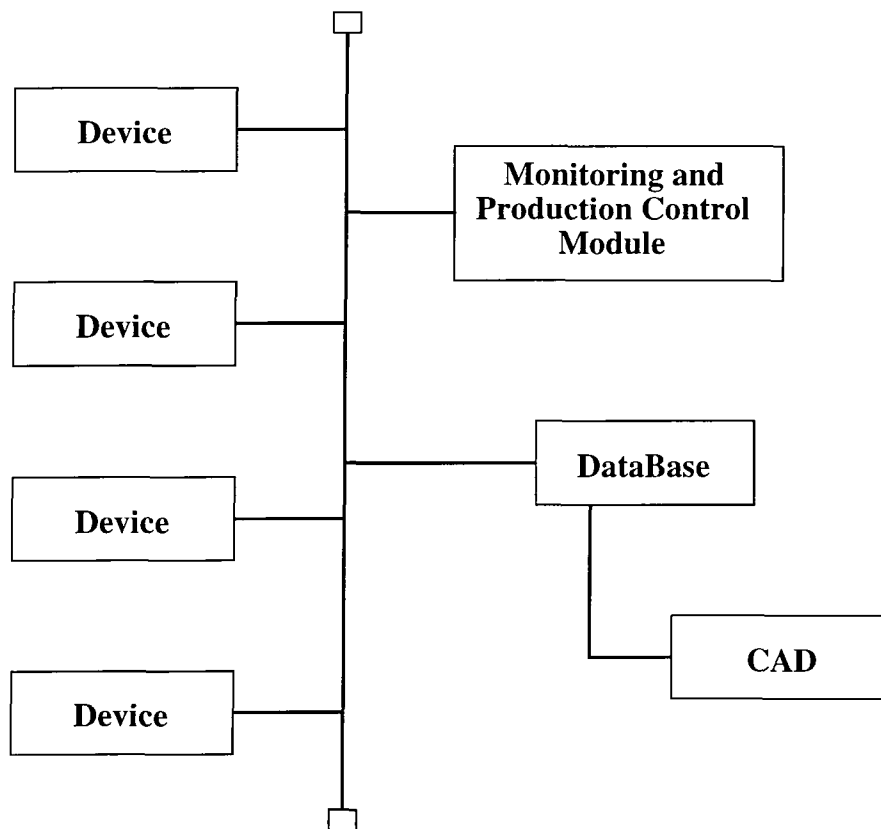 Device
Monitoring and
Production Control
Module
Device
DataBase
Device
CAD
Device